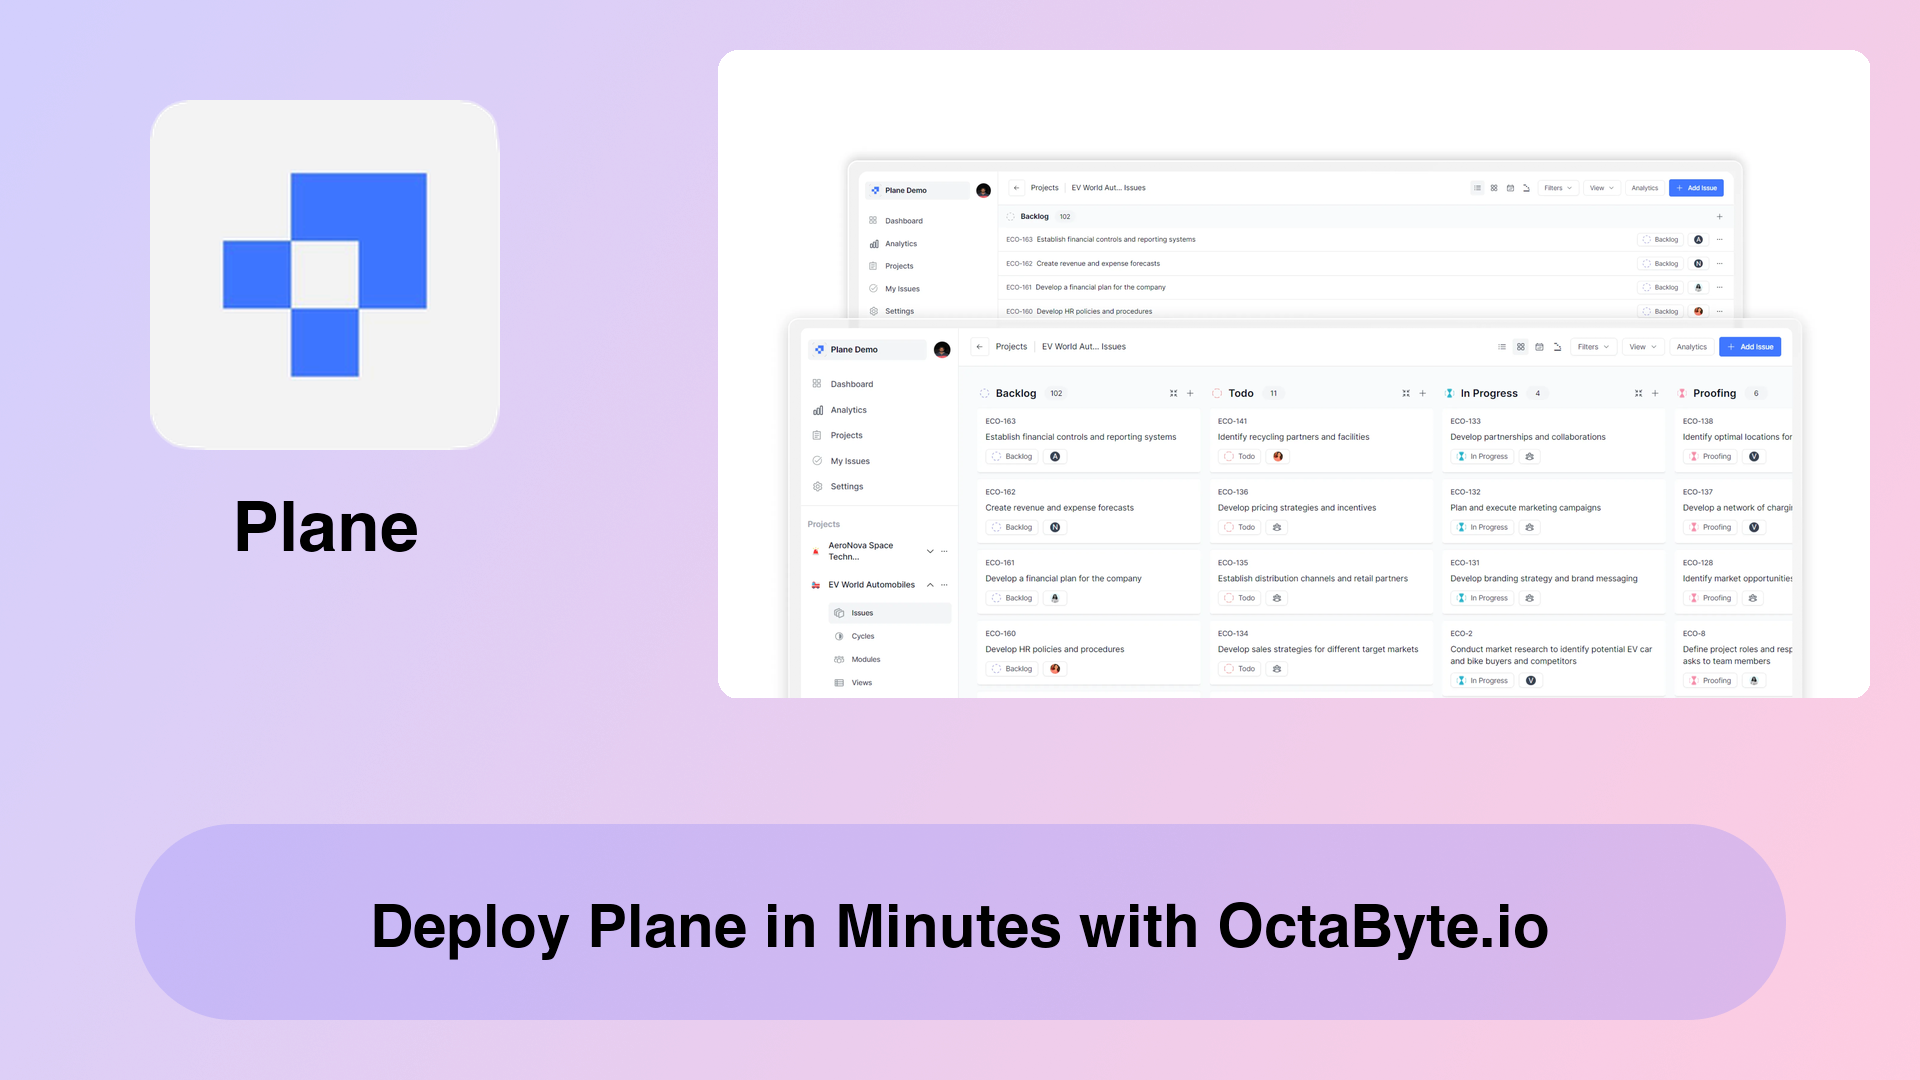 Plane
Plane Demo
Projects EV World Aut... Issues
Filters View Analytics + Add Issue
Dashboard
Analytics
Projects
My Issues
Settings
Backlog 102
ECO-163 Establish financial controls and reporting systems Backlog A
ECO-162 Create revenue and expense forecasts Backlog N
ECO-161 Develop a financial plan for the company Backlog
ECO-160 Develop HR policies and procedures Backlog
Plane Demo
Projects EV World Aut... Issues
Filters View Analytics + Add Issue
Dashboard
Analytics
Projects
My Issues
Settings
Projects
AeroNova Space
Techn...
EV World Automobiles
Issues
Cycles
Modules
Views
Backlog 102
ECO-163
Establish financial controls and reporting systems
Backlog A
ECO-162
Create revenue and expense forecasts
Backlog N
ECO-161
Develop a financial plan for the company
Backlog
ECO-160
Develop HR policies and procedures
Backlog
Todo 11
ECO-141
Identify recycling partners and facilities
Todo
ECO-136
Develop pricing strategies and incentives
Todo
ECO-135
Establish distribution channels and retail partners
Todo
ECO-134
Develop sales strategies for different target markets
Todo
In Progress 4
ECO-133
Develop partnerships and collaborations
In Progress
ECO-132
Plan and execute marketing campaigns
In Progress
ECO-131
Develop branding strategy and brand messaging
In Progress
ECO-2
Conduct market research to identify potential EV car
and bike buyers and competitors
In Progress V
Proofing 6
ECO-138
Identify optimal locations for
Proofing V
ECO-137
Develop a network of chargi
Proofing V
ECO-128
Identify market opportunities
Proofing
ECO-8
Define project roles and resp
asks to team members
Proofing
Deploy Plane in Minutes with OctaByte.io